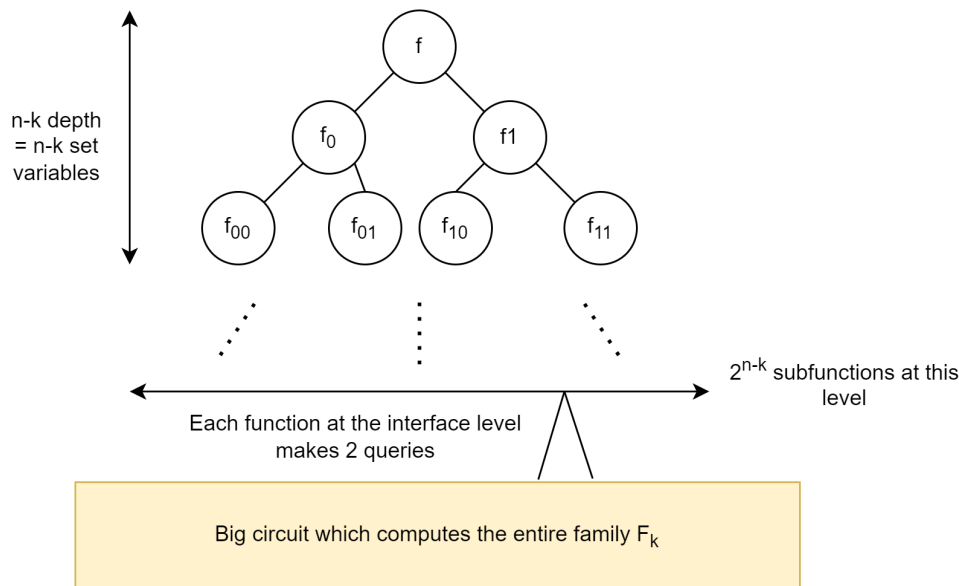 f
n-k depth
= n-k set
variables
f₀
f1
f₀₀
f₀₁
f₁₀
f₁₁
2ⁿ⁻ᵏ subfunctions at this
level
Each function at the interface level
makes 2 queries
Big circuit which computes the entire family Fₖ